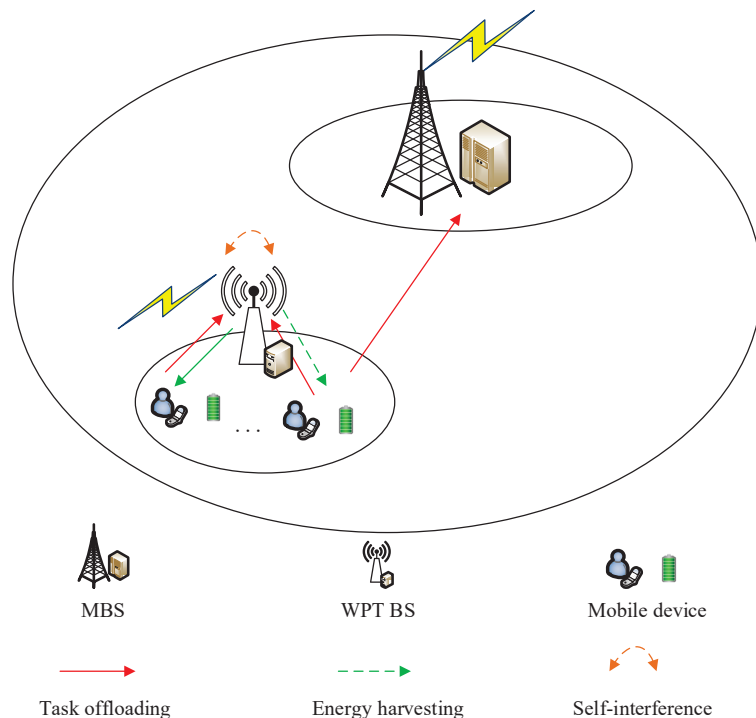 ...
MBS
WPT BS
Mobile device
Task offloading
Energy harvesting
Self-interference